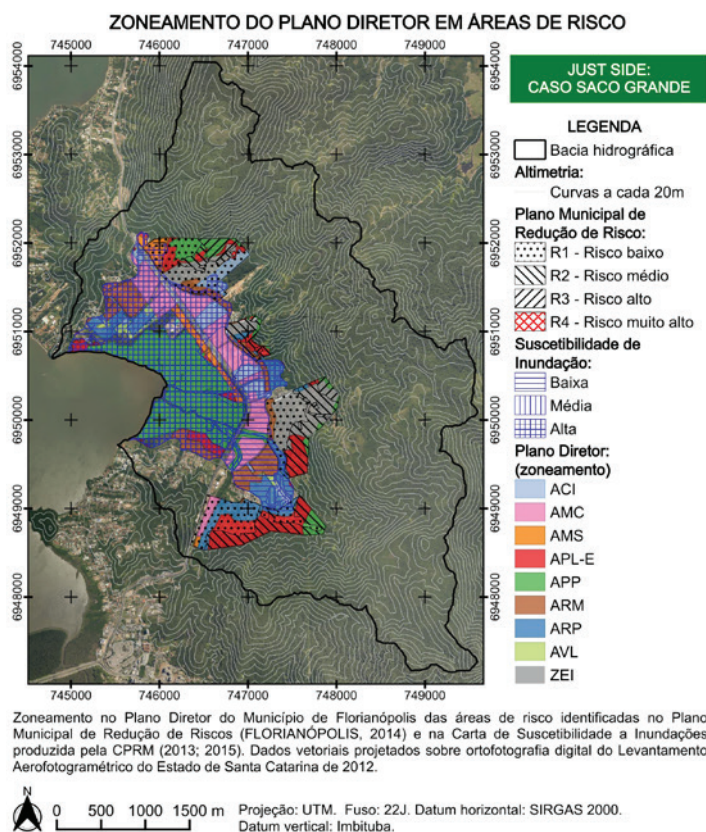 ZONEAMENTO DO PLANO DIRETOR EM ÁREAS DE RISCO
745000 746000 747000 748000 749000
6954000
6953000
6952000
6951000
6950000
6949000
6948000
6954000
6953000
6952000
6951000
6950000
6949000
6948000
745000 746000 747000 748000 749000
JUST SIDE:
CASO SACO GRANDE
LEGENDA
Bacia hidrográfica
Altimetria:
Curvas a cada 20m
Plano Municipal de
Redução de Risco:
R1 - Risco baixo
R2 - Risco médio
R3 - Risco alto
R4 - Risco muito alto
Suscetibilidade de
Inundação:
Baixa
Média
Alta
Plano Diretor:
(zoneamento)
ACI
AMC
AMS
APL-E
APP
ARM
ARP
AVL
ZEI
Zoneamento no Plano Diretor do Município de Florianópolis das áreas de risco identificadas no Plano
Municipal de Redução de Riscos (FLORIANÓPOLIS, 2014) e na Carta de Suscetibilidade a Inundações
produzida pela CPRM (2013; 2015). Dados vetoriais projetados sobre ortofotografia digital do Levantamento
Aerofotogramétrico do Estado de Santa Catarina de 2012.
N
0 500 1000 1500 m
Projeção: UTM. Fuso: 22J. Datum horizontal: SIRGAS 2000.
Datum vertical: Imbituba.